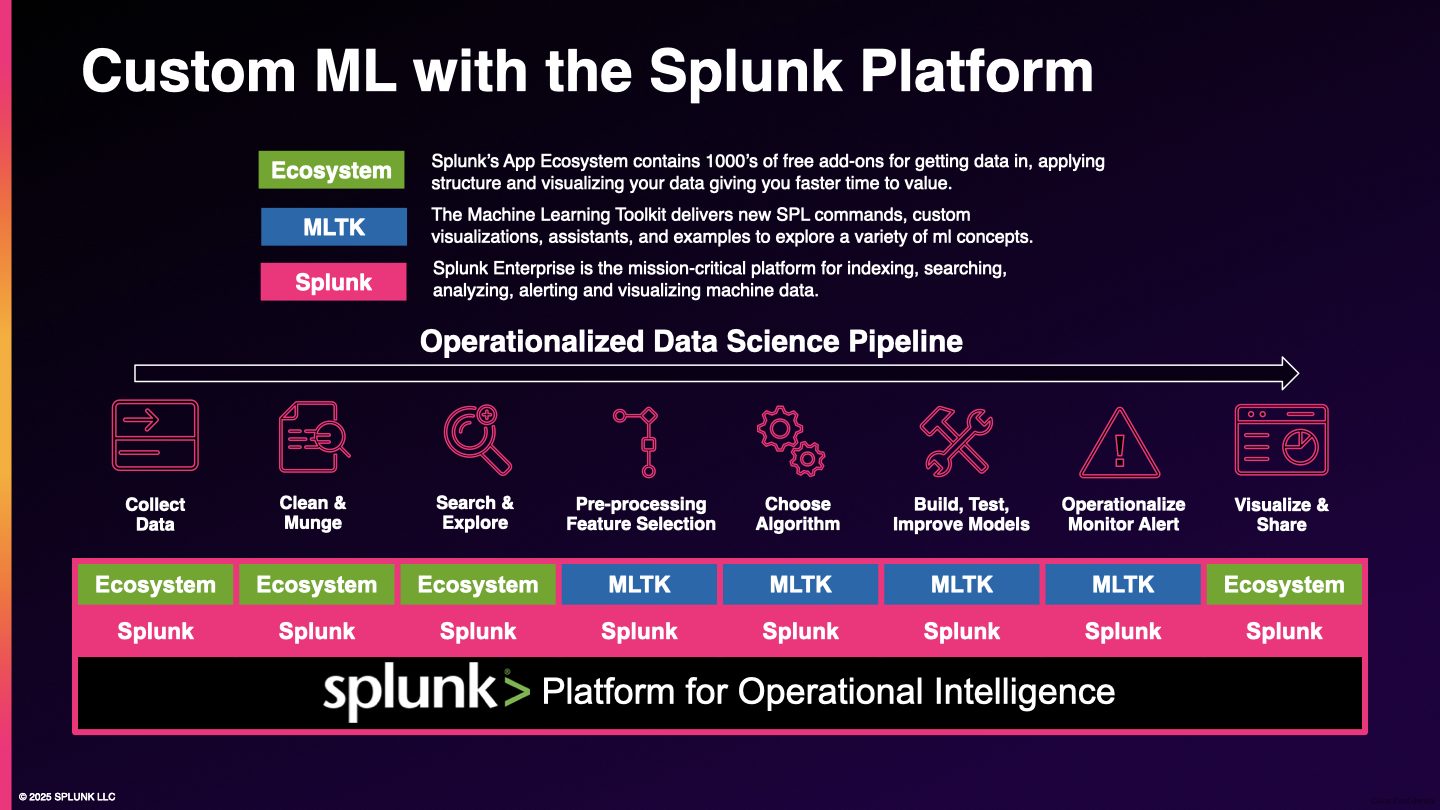 Custom ML with the Splunk Platform
Ecosystem
Splunk's App Ecosystem contains 1000's of free add-ons for getting data in, applying
structure and visualizing your data giving you faster time to value.
MLTK
The Machine Learning Toolkit delivers new SPL commands, custom
visualizations, assistants, and examples to explore a variety of ml concepts.
Splunk
Splunk Enterprise is the mission-critical platform for indexing, searching,
analyzing, alerting and visualizing machine data.
Operationalized Data Science Pipeline
Collect
Data
Clean &
Munge
Search &
Explore
Pre-processing
Feature Selection
Choose
Algorithm
Build, Test,
Improve Models
Operationalize
Monitor Alert
Visualize &
Share
Ecosystem Ecosystem Ecosystem MLTK MLTK MLTK MLTK Ecosystem
Splunk Splunk Splunk Splunk Splunk Splunk Splunk Splunk
splunk>® Platform for Operational Intelligence
© 2025 SPLUNK LLC